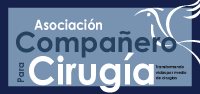 Asociación
Compañero
Para
Cirugía
Transformando
vidas por medio
de cirugías